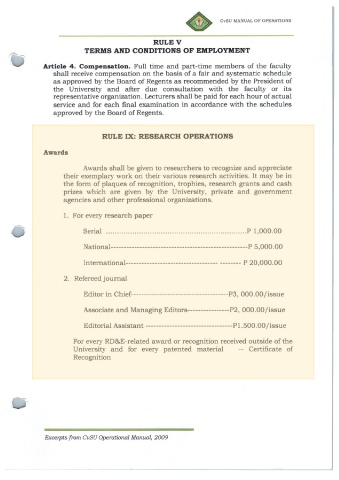 CvSU MANUAL OF OPERATIONS
RULE V
TERMS AND CONDITIONS OF EMPLOYMENT
Article 4. Compensation. Full time and part-time members of the faculty
shall receive compensation on the basis of a fair and systematic schedule
as approved by the Board of Regents as recommended by the President of
the University and after due consultation with the faculty or its
representative organization. Lecturers shall be paid for each hour of actual
service and for each final examination in accordance with the schedules
approved by the Board of Regents.
RULE IX: RESEARCH OPERATIONS
Awards
Awards shall be given to researchers to recognize and appreciate
their exemplary work on their various research activities. It may be in
the form of plaques of recognition, trophies, research grants and cash
prizes which are given by the University, private and government
agencies and other professional organizations.
1. For every research paper
Serial ....................................................................P 1,000.00
National-----------------------------------------------------P 5,000.00
International----------------------------------- -------- P 20,000.00
2. Refereed journal
Editor in Chief-------------------------------------P3, 000.00/issue
Associate and Managing Editors----------------P2, 000.00/issue
Editorial Assistant ---------------------------------P1.500.00/issue
For every RD&E-related award or recognition received outside of the
University and for every patented material -- Certificate of
Recognition
Excerpts from CvSU Operational Manual, 2009